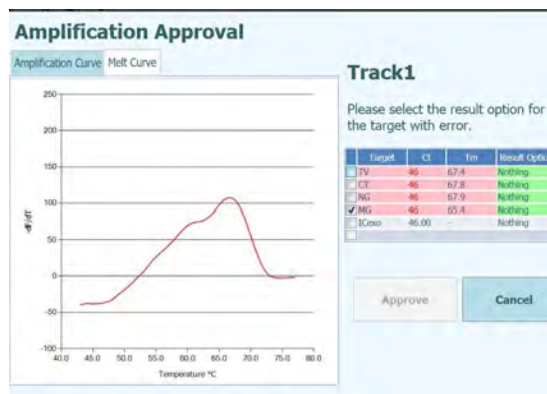 Amplification Approval
Amplification Curve Melt Curve
250
200
150
100
50
0
-50
-100
-dF/dT
40.0 45.0 50.0 55.0 60.0 65.0 70.0 75.0 80.0
Temperature °C
Track1
Please select the result option for
the target with error.
Target Ct Tm Result Optio
TV 46 67.4 Nothing
CT 46 67.8 Nothing
NG 46 67.9 Nothing
MG 46 65.4 Nothing
ICexo 46.00 - Nothing
Approve Cancel